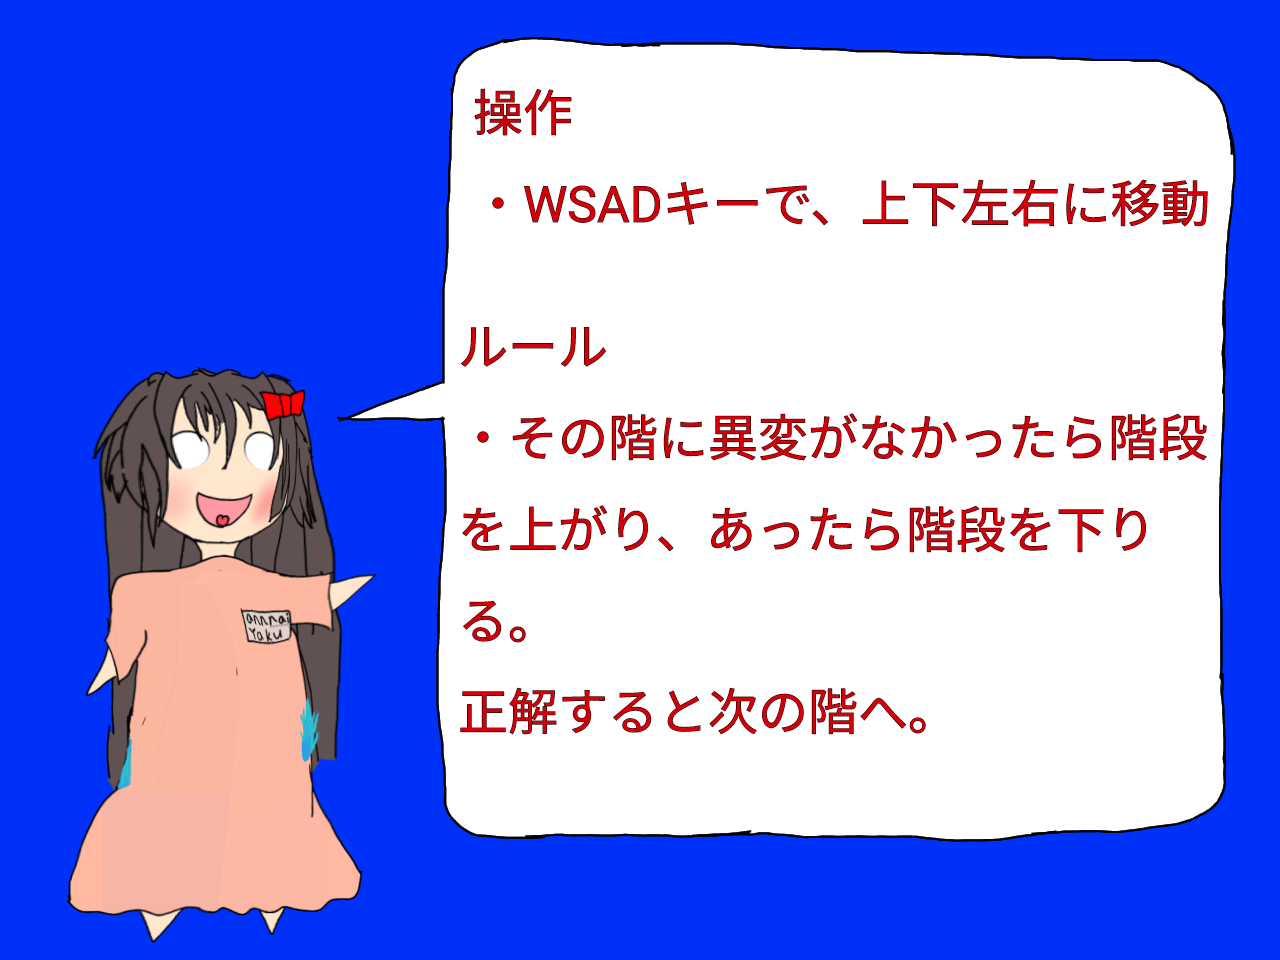 操作
・WSADキーで、上下左右に移動
ルール
・その階に異変がなかったら階段
を上がり、あったら階段を下り
る。
正解すると次の階へ。
annnai
Yaku